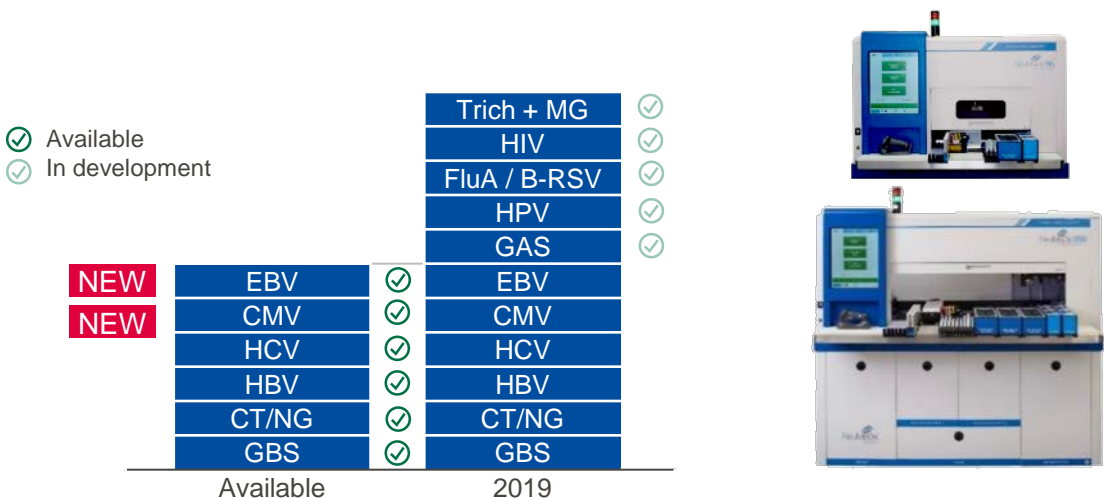 Available
In development
Trich + MG
HIV
FluA / B-RSV
HPV
GAS
NEW EBV EBV
NEW CMV CMV
HCV HCV
HBV HBV
CT/NG CT/NG
GBS GBS
Available 2019